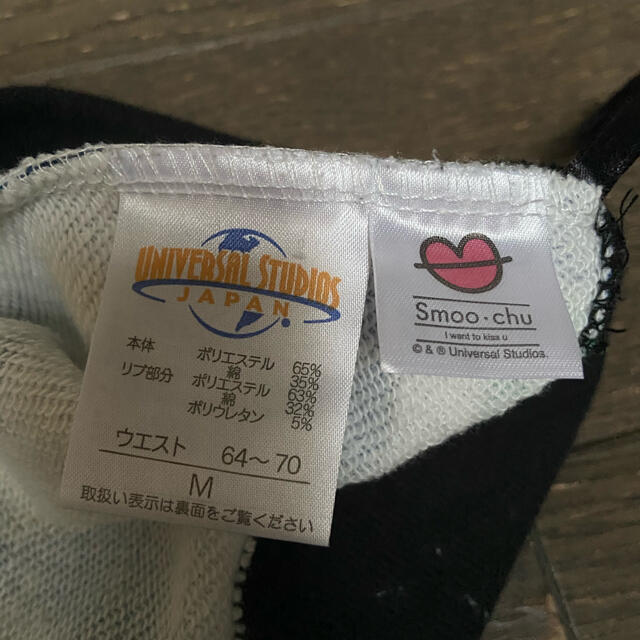 UNIVERSAL STUDIOS
JAPAN
本体 ポリエステル 65%
綿 35%
リブ部分 ポリエステル 63%
綿 32%
ポリウレタン 5%
ウエスト 64～70
M
取扱い表示は裏面をご覧ください
Smoo・chu
I want to kiss u
© & ® Universal Studios.